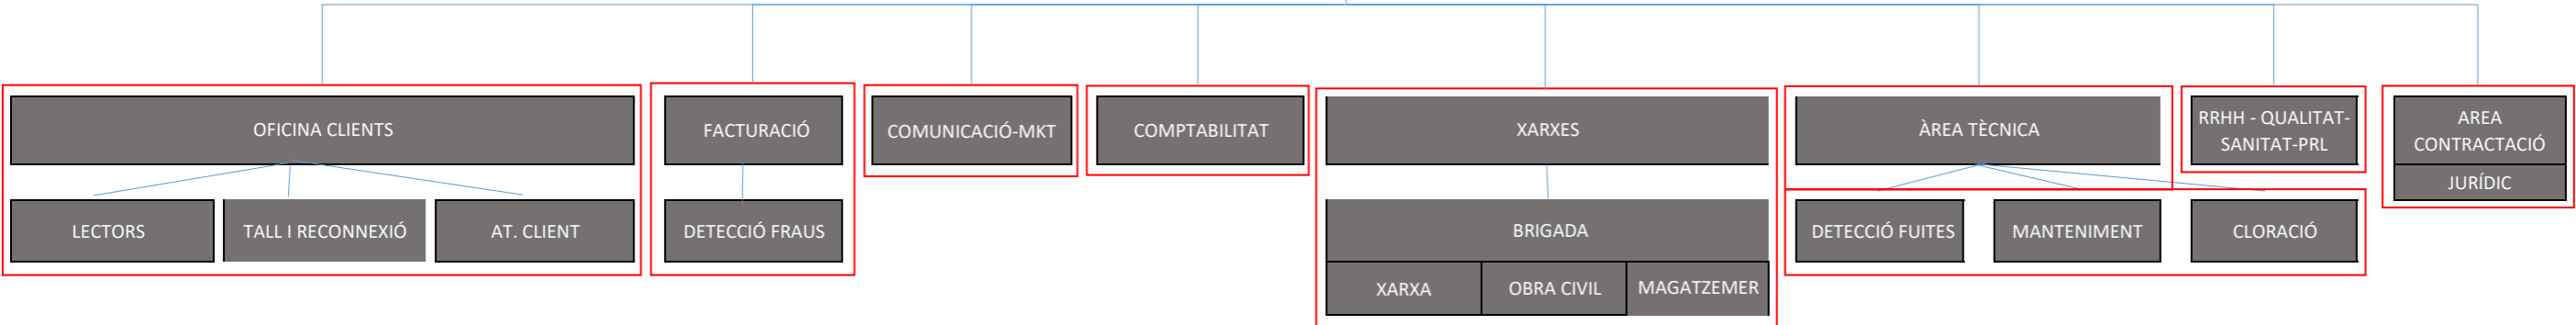 OFICINA CLIENTS
FACTURACIÓ
COMUNICACIÓ-MKT
COMPTABILITAT
XARXES
ÀREA TÈCNICA
RRHH - QUALITAT-
SANITAT-PRL
AREA
CONTRACTACIÓ
JURÍDIC
LECTORS
TALL I RECONNEXIÓ
AT. CLIENT
DETECCIÓ FRAUS
BRIGADA
DETECCIÓ FUITES
MANTENIMENT
CLORACIÓ
XARXA
OBRA CIVIL
MAGATZEMER